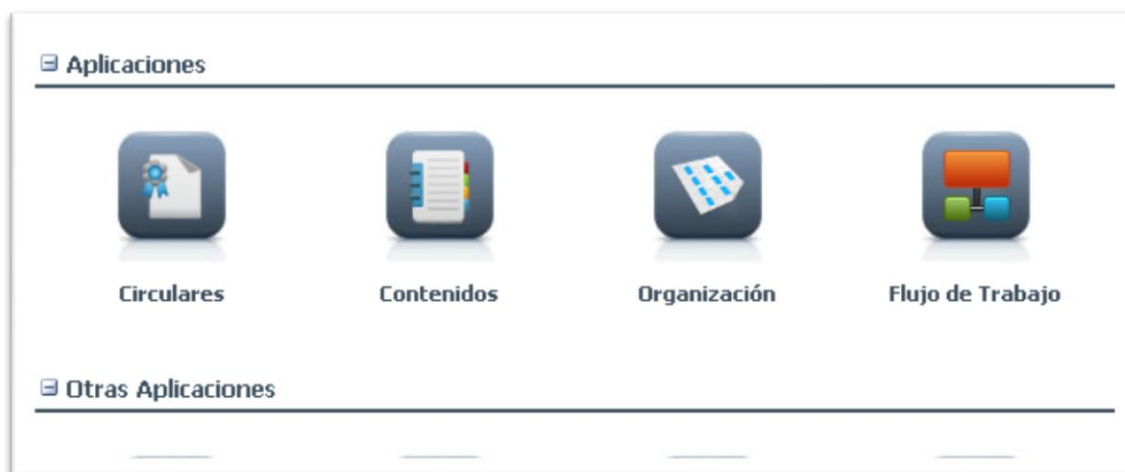 Aplicaciones
Circulares Contenidos Organización Flujo de Trabajo
Otras Aplicaciones